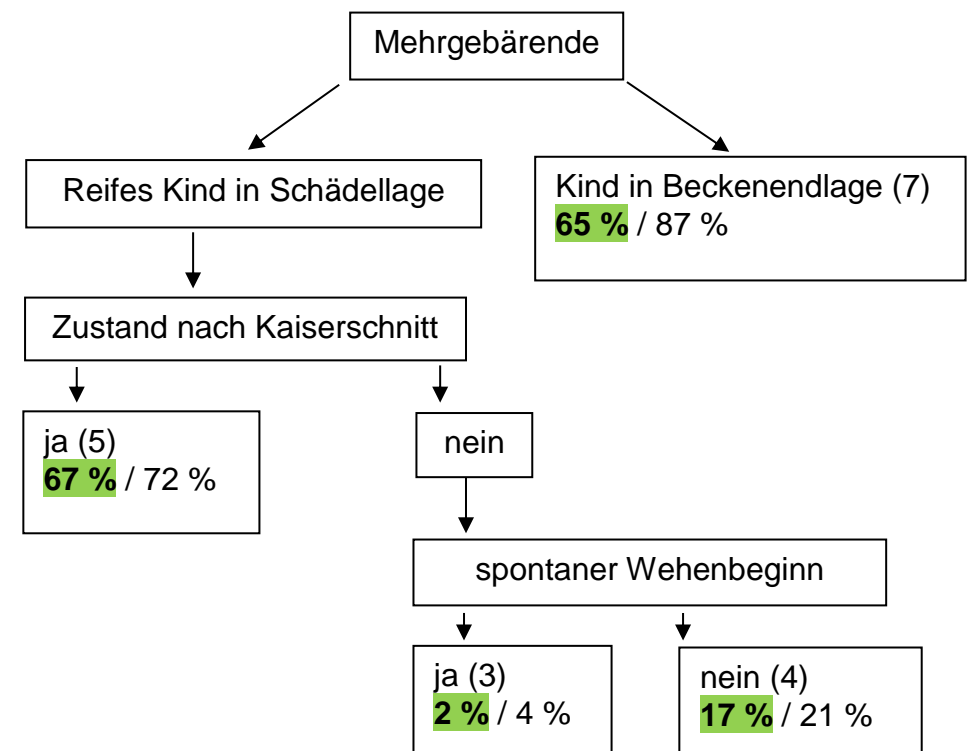 Mehrgebärende
Reifes Kind in Schädellage
Kind in Beckenendlage (7)
65 % / 87 %
Zustand nach Kaiserschnitt
ja (5)
67 % / 72 %
nein
spontaner Wehenbeginn
ja (3)
2 % / 4 %
nein (4)
17 % / 21 %